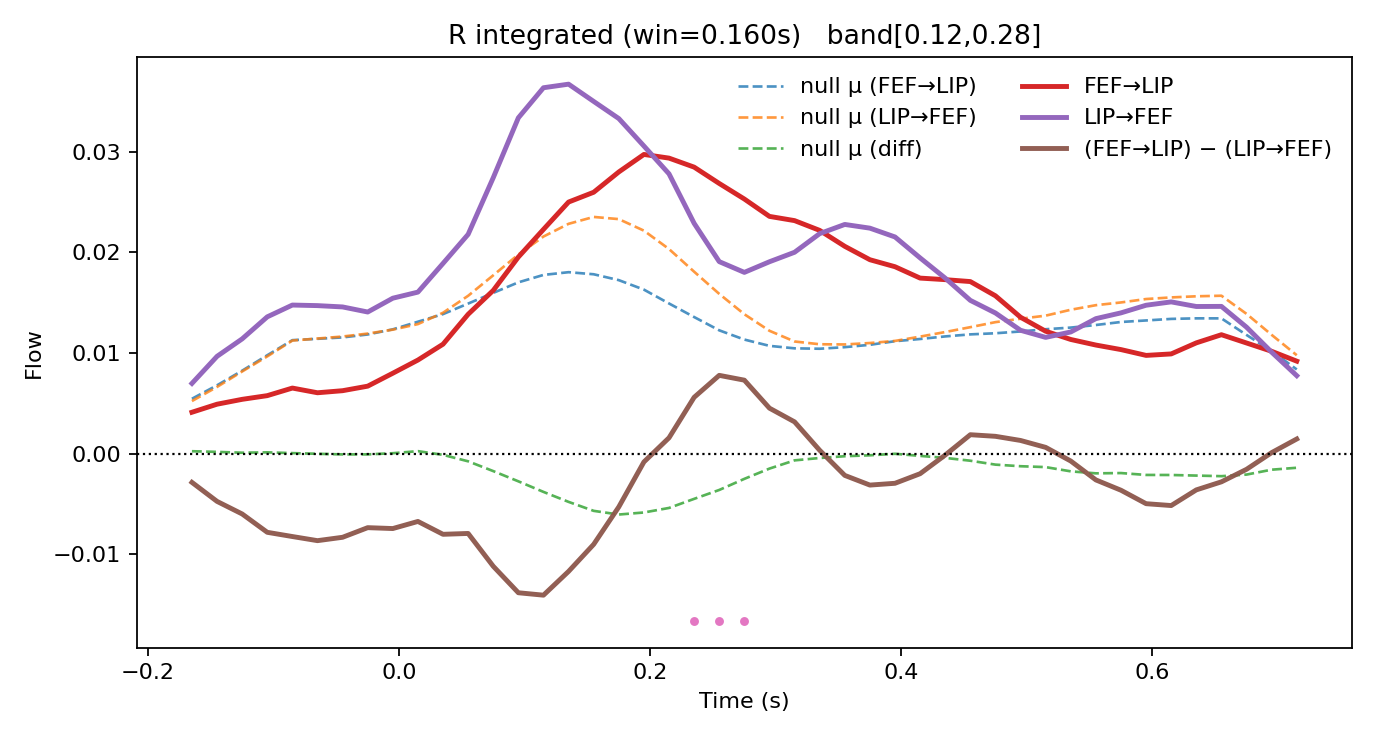 R integrated (win=0.160s)   band[0.12,0.28]
null μ (FEF→LIP)
null μ (LIP→FEF)
null μ (diff)
FEF→LIP
LIP→FEF
(FEF→LIP) − (LIP→FEF)
Flow
0.03
0.02
0.01
0.00
−0.01
−0.2
0.0
0.2
0.4
0.6
Time (s)